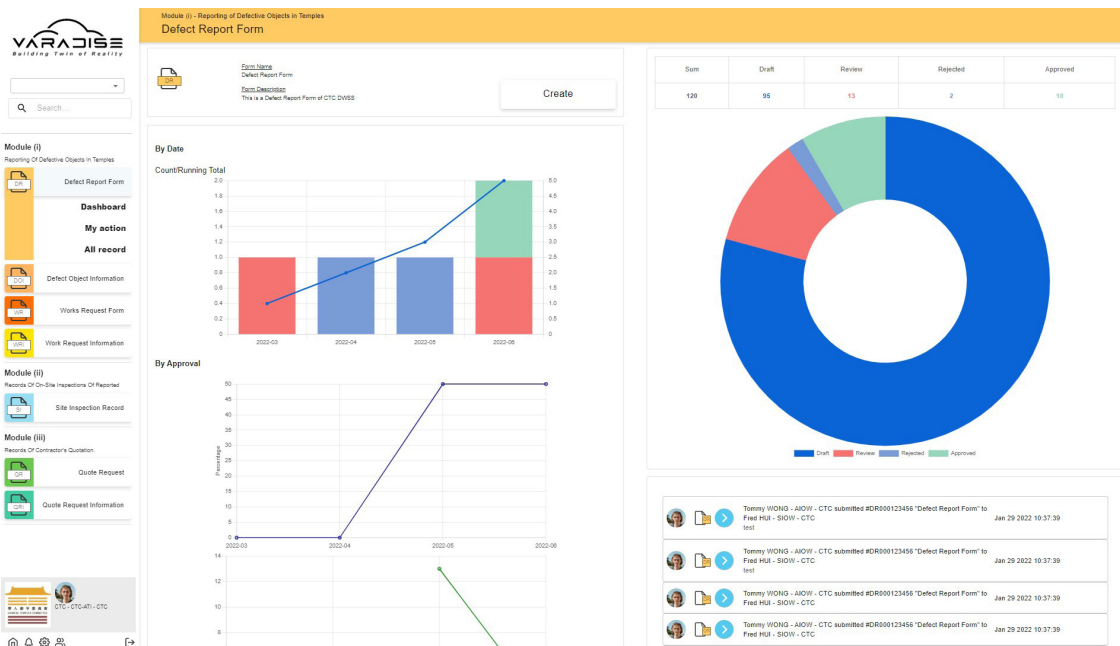 VARADISE
Building Twin of Reality
Search...
Module (i)
Reporting Of Defective Objects In Temples
DR
Defect Report Form
Dashboard
My action
All record
DOI
Defect Object Information
WR
Works Request Form
WRI
Work Request Information
Module (ii)
Records Of On-Site Inspections Of Reported
SI
Site Inspection Record
Module (iii)
Records Of Contractor's Quotation.
QR
Quote Request
QRI
Quote Request Information
CTC - CTC-ATI - CTC
Module (i) - Reporting of Defective Objects in Temples
Defect Report Form
DR
Form Name
Defect Report Form
Form Description
This is a Defect Report Form of CTC DWSS
Create
By Date
Count/Running Total
2.0 5.0
1.8 4.5
1.6 4.0
1.4 3.5
1.2 3.0
1.0 2.5
0.8 2.0
0.6 1.5
0.4 1.0
0.2 0.5
0 0
2022-03 2022-04 2022-05 2022-06
By Approval
Percentage
50
45
40
35
30
25
20
15
10
5
0
2022-03 2022-04 2022-05 2022-06
14
12
10
8
Sum Draft Review Rejected Approved
120 95 13 2 10
Draft Review Rejected Approved
Tommy WONG - AIOW - CTC submitted #DR000123456 "Defect Report Form" to
Fred HUI - SIOW - CTC
test
Jan 29 2022 10:37:39
Tommy WONG - AIOW - CTC submitted #DR000123456 "Defect Report Form" to
Fred HUI - SIOW - CTC
test
Jan 29 2022 10:37:39
Tommy WONG - AIOW - CTC submitted #DR000123456 "Defect Report Form" to
Fred HUI - SIOW - CTC
Jan 29 2022 10:37:39
Tommy WONG - AIOW - CTC submitted #DR000123456 "Defect Report Form" to
Fred HUI - SIOW - CTC
Jan 29 2022 10:37:39